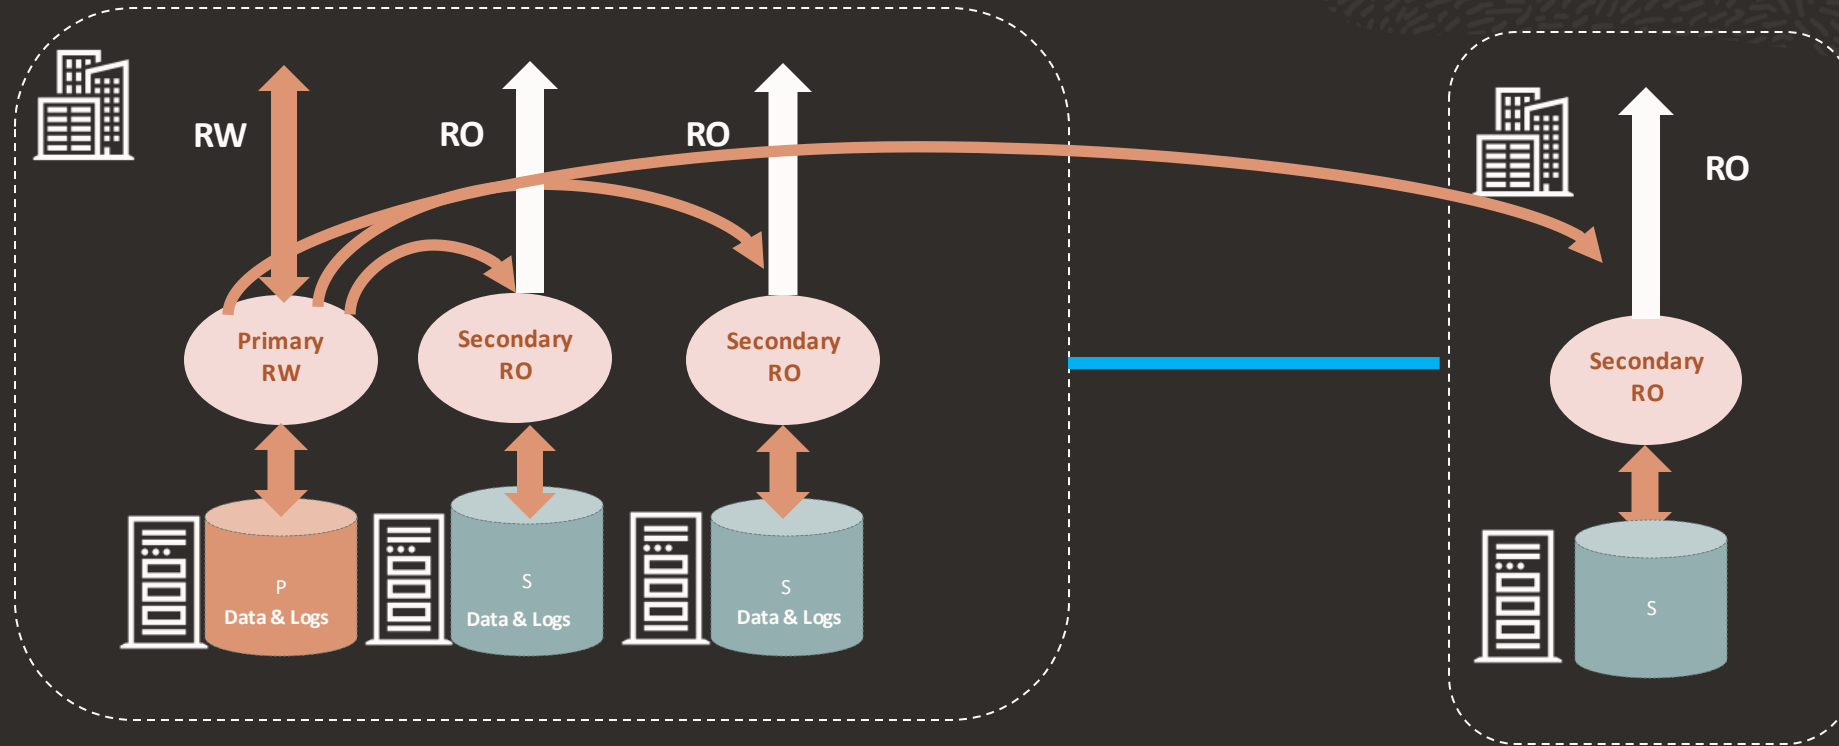 RW
RO
RO
RO
Primary
RW
Secondary
RO
Secondary
RO
Secondary
RO
P
Data & Logs
S
Data & Logs
S
Data & Logs
S